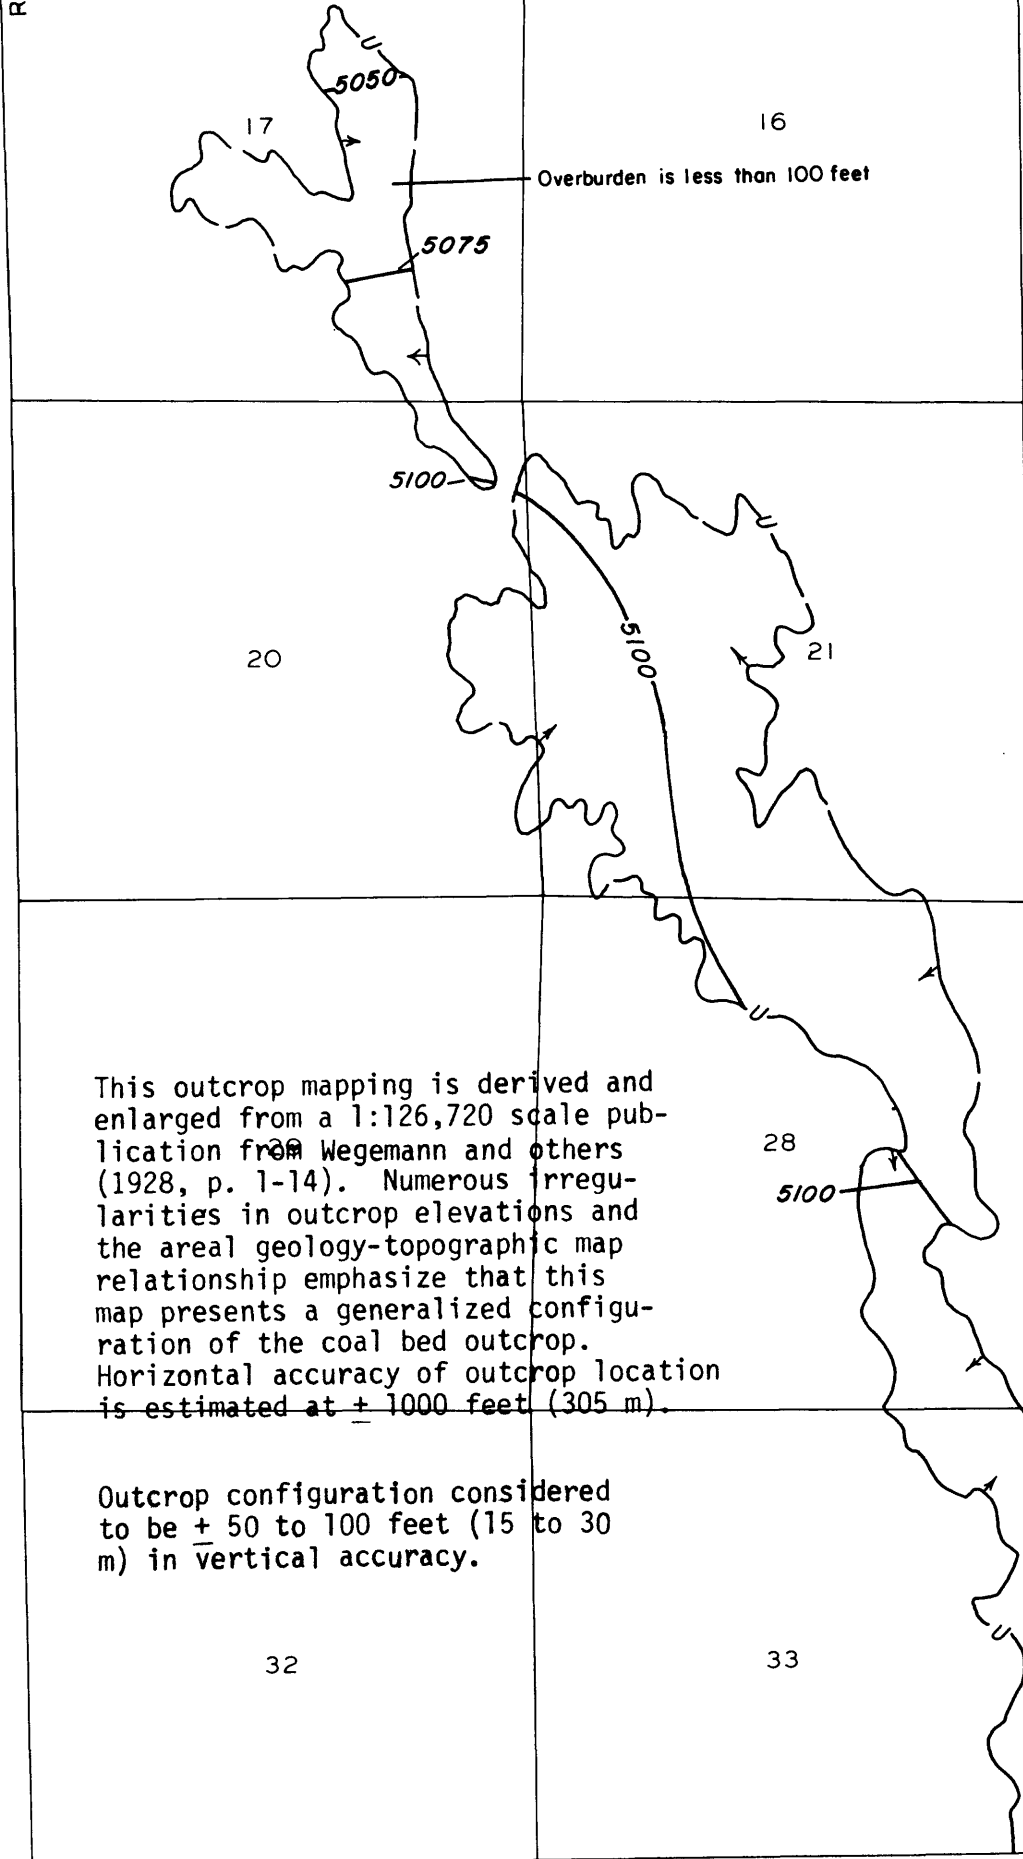 R
U
5050
17
16
Overburden is less than 100 feet
5075
5100
U
5100
20
21
U
This outcrop mapping is derived and
enlarged from a 1:126,720 scale pub-
lication from Wegemann and others
(1928, p. 1-14). Numerous irregu-
larities in outcrop elevations and
the areal geology-topographic map
relationship emphasize that this
map presents a generalized configu-
ration of the coal bed outcrop.
Horizontal accuracy of outcrop location
is estimated at + 1000 feet (305 m).
29
28
5100
Outcrop configuration considered
to be + 50 to 100 feet (15 to 30
m) in vertical accuracy.
U
32
33